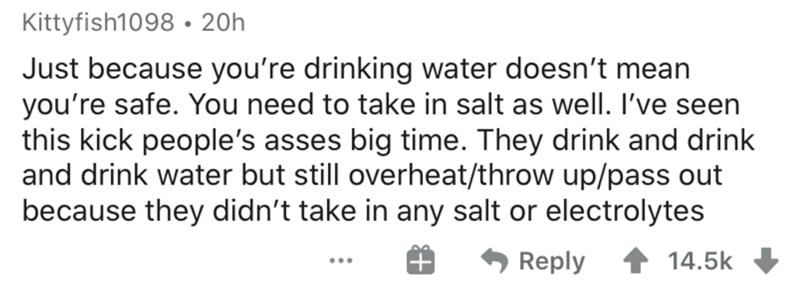 Kittyfish1098 • 20h
Just because you're drinking water doesn't mean
you're safe. You need to take in salt as well. I've seen
this kick people's asses big time. They drink and drink
and drink water but still overheat/throw up/pass out
because they didn't take in any salt or electrolytes
Reply 14.5k